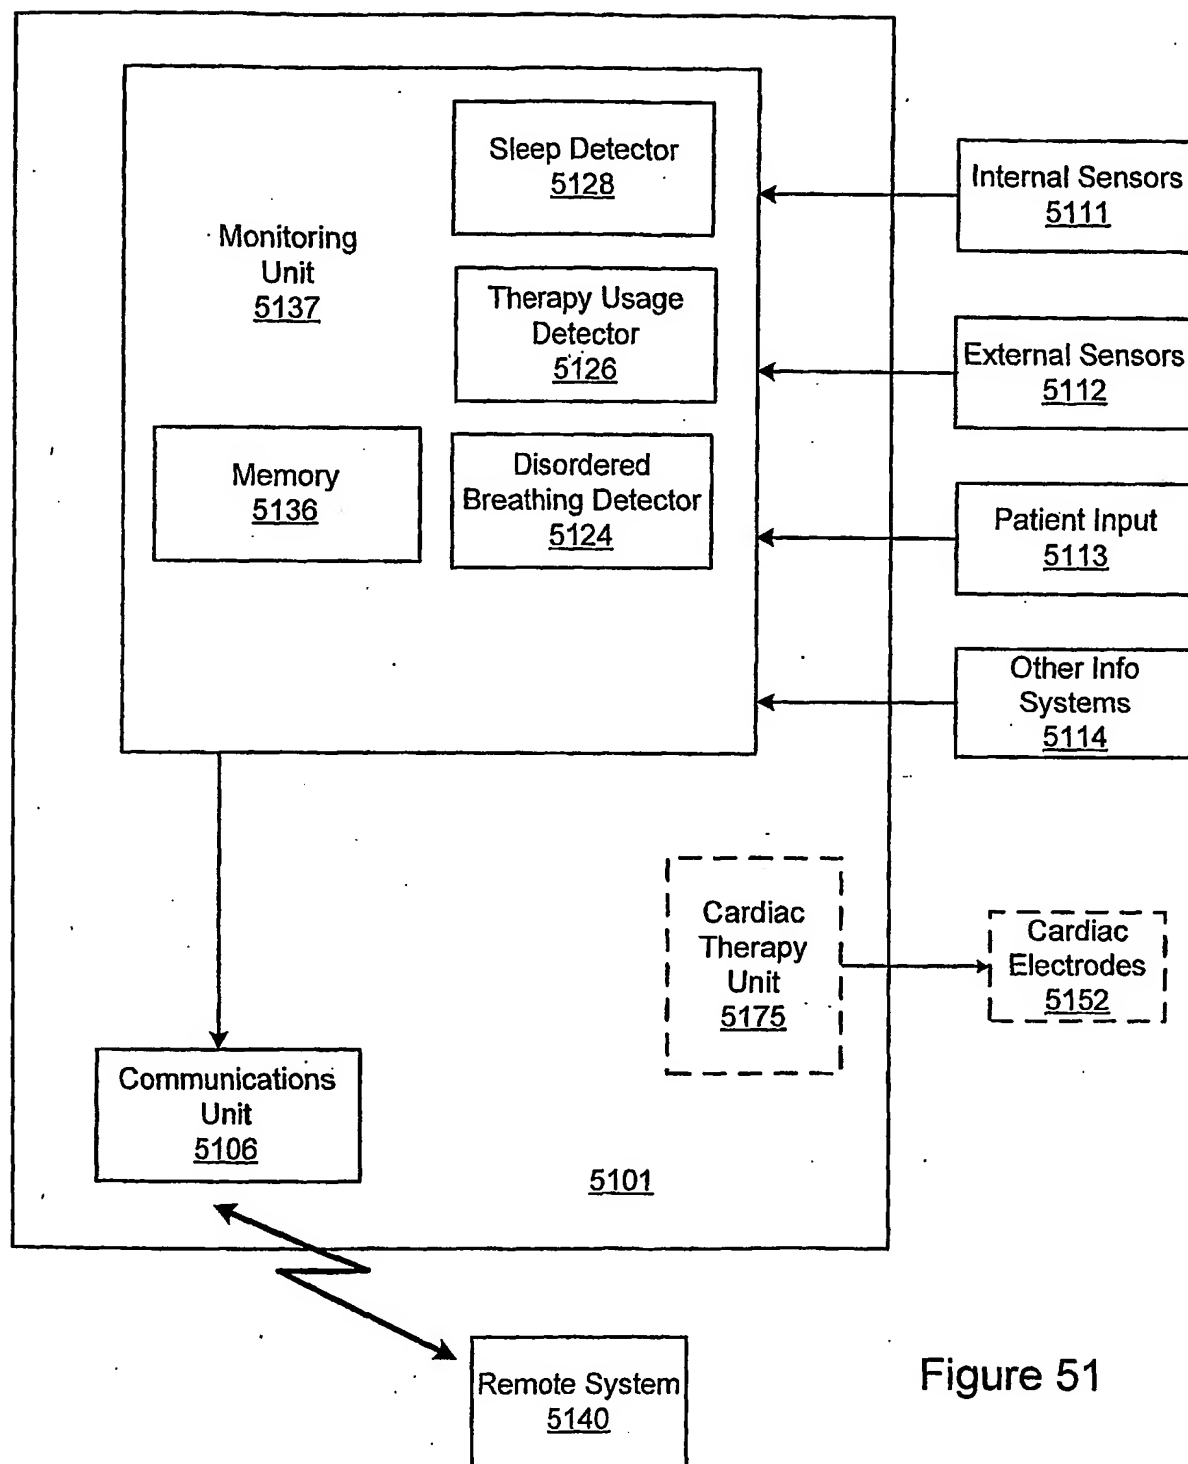 Sleep Detector
5128
Monitoring
Unit
5137
Therapy Usage
Detector
5126
Memory
5136
Disordered
Breathing Detector
5124
Internal Sensors
5111
External Sensors
5112
Patient Input
5113
Other Info
Systems
5114
Cardiac
Therapy
Unit
5175
Cardiac
Electrodes
5152
Communications
Unit
5106
5101
Remote System
5140
Figure 51